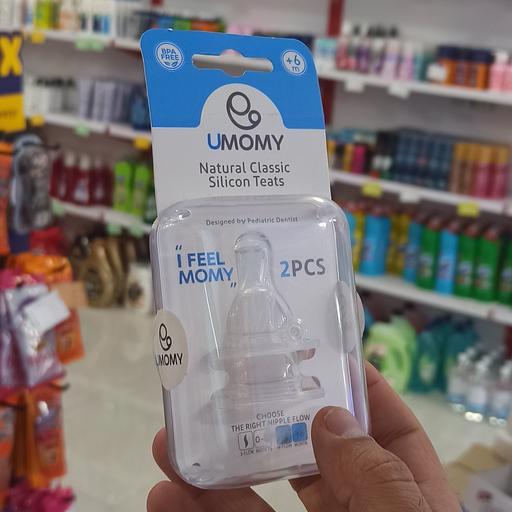 BPA
FREE
+6
m
UMOMY
Natural Classic
Silicon Teats
Designed by Pediatric Dentist
"I FEEL
MOMY"
2PCS
UMOMY
CHOOSE
THE RIGHT NIPPLE FLOW